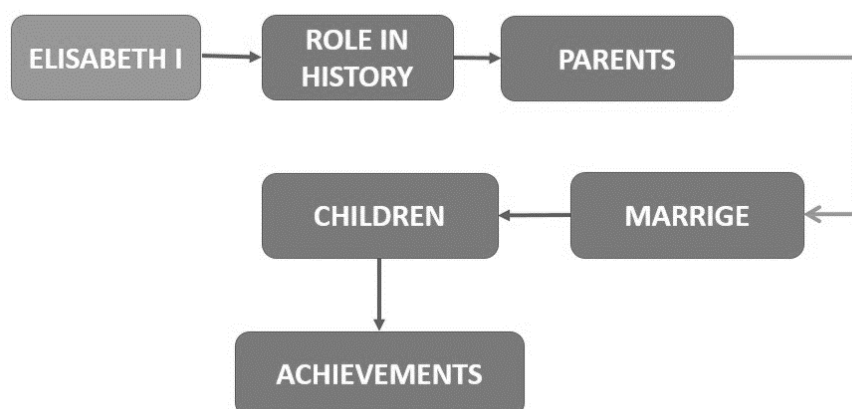 ELISABETH I
ROLE IN
HISTORY
PARENTS
MARRIGE
CHILDREN
ACHIEVEMENTS